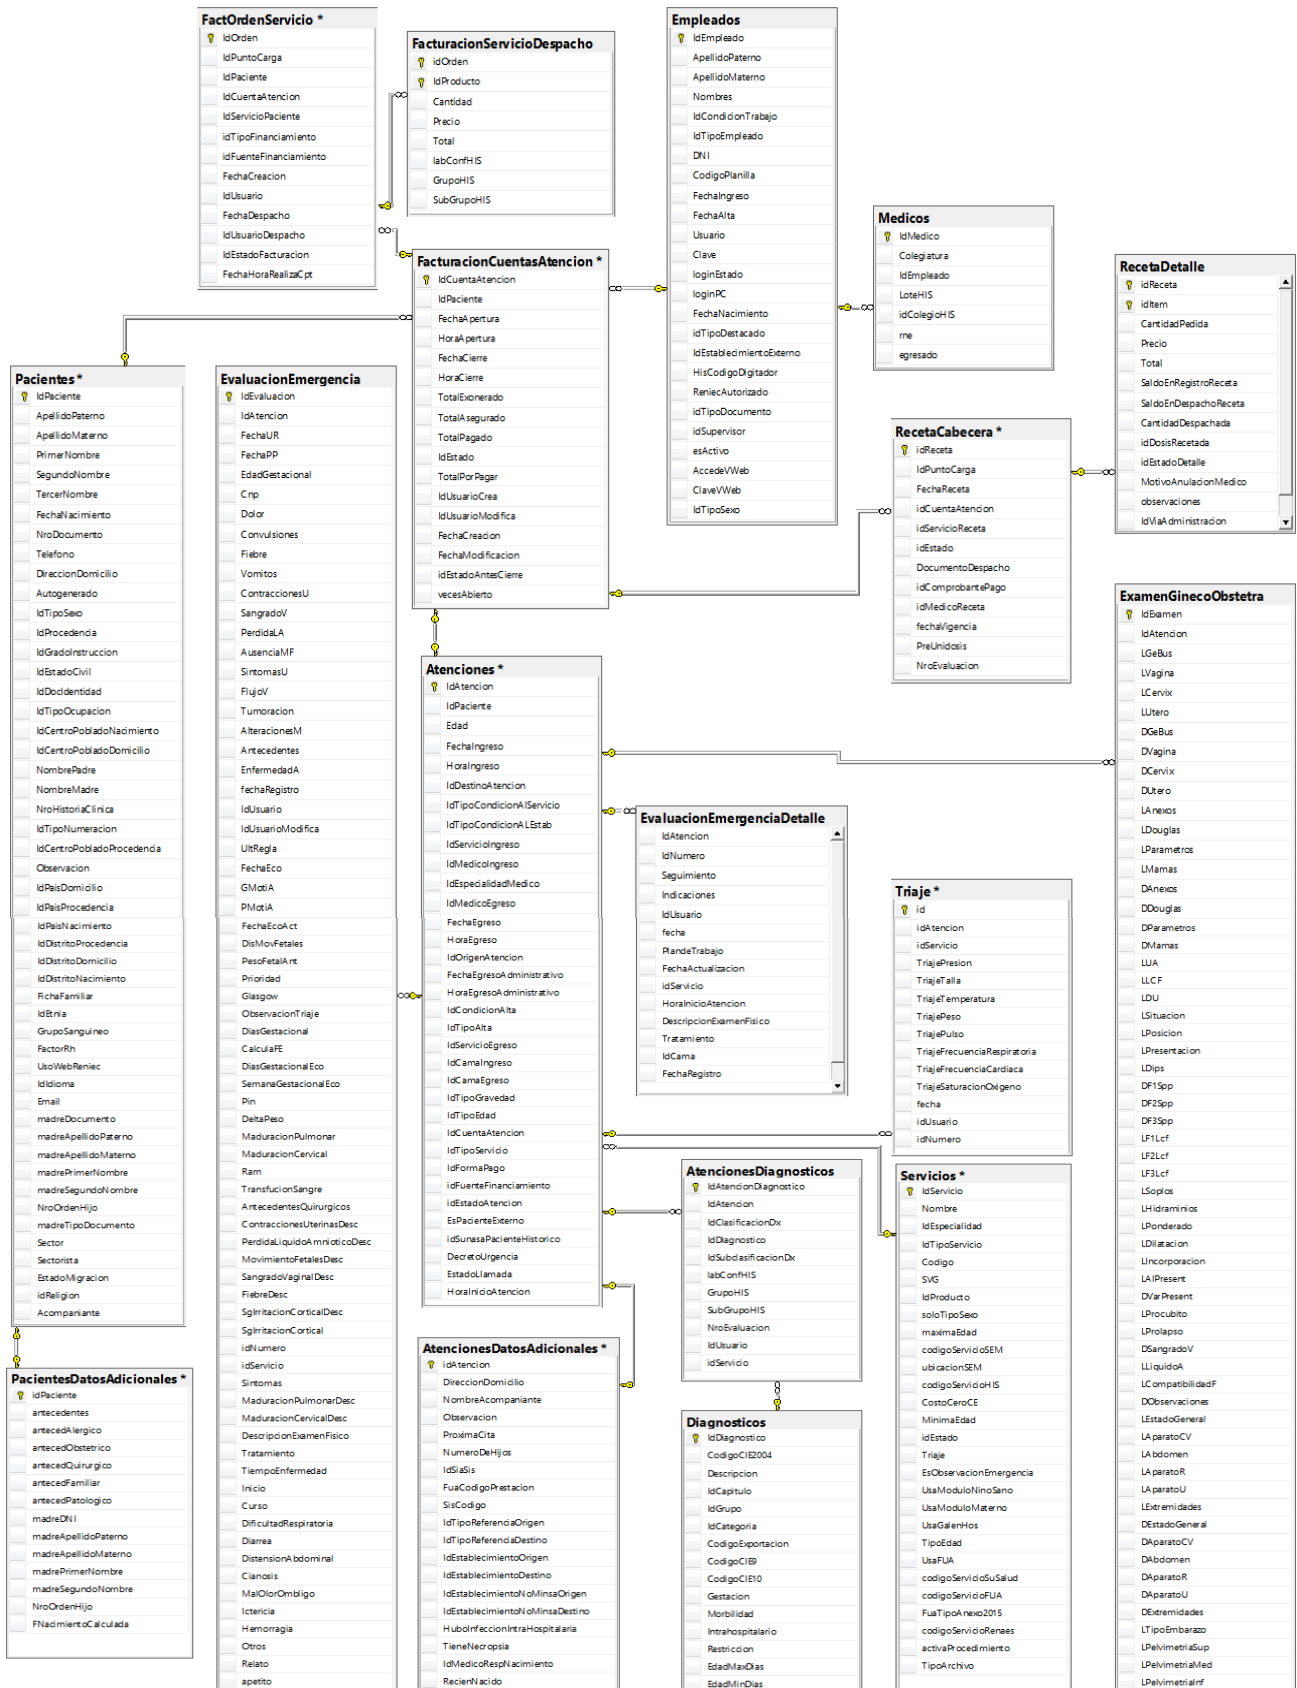 FactOrdenServicio *
IdOrden
IdPuntoCarga
IdPaciente
IdCuentaAtencion
IdServicioPaciente
idTipoFinanciamiento
idFuenteFinanciamiento
FechaCreacion
IdUsuario
FechaDespacho
IdUsuarioDespacho
IdEstadoFacturacion
FechaHoraRealizaCpt
FacturacionServicioDespacho
idOrden
IdProducto
Cantidad
Precio
Total
labConfHIS
GrupoHIS
SubGrupoHIS
Empleados
IdEmpleado
ApellidoPaterno
ApellidoMaterno
Nombres
IdCondicionTrabajo
IdTipoEmpleado
DNI
CodigoPlanilla
FechaIngreso
FechaAlta
Usuario
Clave
loginEstado
loginPC
FechaNacimiento
idTipoDestacado
IdEstablecimientoExterno
HisCodigoDigitador
ReniecAutorizado
idTipoDocumento
idSupervisor
esActivo
AccedeVWeb
ClaveVWeb
IdTipoSexo
Medicos
IdMedico
Colegiatura
IdEmpleado
LoteHIS
idColegioHIS
rne
egresado
RecetaDetalle
idReceta
idItem
CantidadPedida
Precio
Total
SaldoEnRegistroReceta
SaldoEnDespachoReceta
CantidadDespachada
idDosisRecetada
idEstadoDetalle
MotivoAnulacionMedico
observaciones
IdViaAdministracion
FacturacionCuentasAtencion *
IdCuentaAtencion
IdPaciente
FechaApertura
HoraApertura
FechaCierre
HoraCierre
TotalExonerado
TotalAsegurado
TotalPagado
IdEstado
TotalPorPagar
IdUsuarioCrea
IdUsuarioModifica
FechaCreacion
FechaModificacion
idEstadoAntesCierre
vecesAbierto
RecetaCabecera *
idReceta
IdPuntoCarga
FechaReceta
idCuentaAtencion
idServicioReceta
idEstado
DocumentoDespacho
idComprobantePago
idMedicoReceta
fechaVigencia
PreUnidosis
NroEvaluacion
Pacientes *
IdPaciente
ApellidoPaterno
ApellidoMaterno
PrimerNombre
SegundoNombre
TercerNombre
FechaNacimiento
NroDocumento
Telefono
DireccionDomicilio
Autogenerado
IdTipoSexo
IdProcedencia
IdGradoInstruccion
IdEstadoCivil
IdDocIdentidad
IdTipoOcupacion
IdCentroPobladoNacimiento
IdCentroPobladoDomicilio
NombrePadre
NombreMadre
NroHistoriaClinica
IdTipoNumeracion
IdCentroPobladoProcedencia
Observacion
IdPaisDomicilio
IdPaisProcedencia
IdPaisNacimiento
IdDistritoProcedencia
IdDistritoDomicilio
IdDistritoNacimiento
FichaFamiliar
IdEtnia
GrupoSanguineo
FactorRh
UsoWebReniec
IdIdioma
Email
madreDocumento
madreApellidoPaterno
madreApellidoMaterno
madrePrimerNombre
madreSegundoNombre
NroOrdenHijo
madreTipoDocumento
Sector
Sectorista
EstadoMigracion
idReligion
Acompaniante
EvaluacionEmergencia
IdEvaluacion
IdAtencion
FechaUR
FechaPP
EdadGestacional
Cnp
Dolor
Convulsiones
Fiebre
Vomitos
ContraccionesU
SangradoV
PerdidaLA
AusenciaMF
SintomasU
FlujoV
Tumoracion
AlteracionesM
Antecedentes
EnfermedadA
fechaRegistro
IdUsuario
IdUsuarioModifica
UltRegla
FechaEco
GMotiA
PMotiA
FechaEcoAct
DisMovFetales
PesoFetalAnt
Prioridad
Glasgow
ObservacionTriaje
DiasGestacional
CalculaFE
DiasGestacionalEco
SemanaGestacionalEco
Pin
DeltaPeso
MaduracionPulmonar
MaduracionCervical
Ram
TransfucionSangre
AntecedentesQuirurgicos
ContraccionesUterinasDesc
PerdidaLiquidoAmnioticoDesc
MovimientoFetalesDesc
SangradoVaginalDesc
FiebreDesc
SgIrritacionCorticalDesc
SgIrritacionCortical
idNumero
idServicio
Sintomas
MaduracionPulmonarDesc
MaduracionCervicalDesc
DescripcionExamenFisico
Tratamiento
TiempoEnfermedad
Inicio
Curso
DificultadRespiratoria
Diarrea
DistensionAbdominal
Cianosis
MalOlorOmbligo
Ictericia
Hemorragia
Otros
Relato
apetito
Atenciones *
IdAtencion
IdPaciente
Edad
FechaIngreso
HoraIngreso
IdDestinoAtencion
IdTipoCondicionAlServicio
IdTipoCondicionALEstab
IdServicioIngreso
IdMedicoIngreso
IdEspecialidadMedico
IdMedicoEgreso
FechaEgreso
HoraEgreso
IdOrigenAtencion
FechaEgresoAdministrativo
HoraEgresoAdministrativo
IdCondicionAlta
IdTipoAlta
IdServicioEgreso
IdCamaIngreso
IdCamaEgreso
IdTipoGravedad
IdTipoEdad
IdCuentaAtencion
IdTipoServicio
IdFormaPago
idFuenteFinanciamiento
idEstadoAtencion
EsPacienteExterno
idSunasaPacienteHistorico
DecretoUrgencia
EstadoLlamada
HoraInicioAtencion
EvaluacionEmergenciaDetalle
IdAtencion
IdNumero
Seguimiento
Indicaciones
IdUsuario
fecha
PlandeTrabajo
FechaActualizacion
idServicio
HoraInicioAtencion
DescripcionExamenFisico
Tratamiento
IdCama
FechaRegistro
ExamenGinecoObstetra
IdExamen
IdAtencion
LGeBus
LVagina
LCervix
LUtero
DGeBus
DVagina
DCervix
DUtero
LAnexos
LDouglas
LParametros
LMamas
DAnexos
DDouglas
DParametros
DMamas
LUA
LLCF
LDU
LSituacion
LPosicion
LPresentacion
LDips
DF1Spp
DF2Spp
DF3Spp
LF1Lcf
LF2Lcf
LF3Lcf
LSoplos
LHidraminios
LPonderado
LDilatacion
LIncorporacion
LAlPresent
DVarPresent
LProcubito
LProlapso
DSangradoV
LLiquidoA
LCompatibilidadF
DObservaciones
LEstadoGeneral
LAparatoCV
LAbdomen
LAparatoR
LAparatoU
LExtremidades
DEstadoGeneral
DAparatoCV
DAbdomen
DAparatoR
DAparatoU
DExtremidades
LTipoEmbarazo
LPelvimetriaSup
LPelvimetriaMed
LPelvimetriaInf
Triaje *
id
idAtencion
idServicio
TriajePresion
TriajeTalla
TriajeTemperatura
TriajePeso
TriajePulso
TriajeFrecuenciaRespiratoria
TriajeFrecuenciaCardiaca
TriajeSaturacionOxigeno
fecha
idUsuario
idNumero
AtencionesDiagnosticos
IdAtencionDiagnostico
IdAtencion
IdClasificacionDx
IdDiagnostico
IdSubclasificacionDx
labConfHIS
GrupoHIS
SubGrupoHIS
NroEvaluacion
IdUsuario
idServicio
Servicios *
IdServicio
Nombre
IdEspecialidad
IdTipoServicio
Codigo
SVG
IdProducto
soloTipoSexo
maximaEdad
codigoServicioSEM
ubicacionSEM
codigoServicioHIS
CostoCeroCE
MinimaEdad
idEstado
Triaje
EsObservacionEmergencia
UsaModuloNinoSano
UsaModuloMaterno
UsaGalenHos
TipoEdad
UsaFUA
codigoServicioSuSalud
codigoServicioFUA
FuaTipoAnexo2015
codigoServicioRenaes
activaProcedimiento
TipoArchivo
AtencionesDatosAdicionales *
idAtencion
DireccionDomicilio
NombreAcompaniante
Observacion
ProximaCita
NumeroDeHijos
IdSiaSis
FuaCodigoPrestacion
SisCodigo
IdTipoReferenciaOrigen
IdTipoReferenciaDestino
IdEstablecimientoOrigen
IdEstablecimientoDestino
IdEstablecimientoNoMinsaOrigen
IdEstablecimientoNoMinsaDestino
HuboInfeccionIntraHospitalaria
TieneNecropsia
IdMedicoRespNacimiento
RecienNacido
PacientesDatosAdicionales *
idPaciente
antecedentes
antecedAlergico
antecedObstetrico
antecedQuirurgico
antecedFamiliar
antecedPatologico
madreDNI
madreApellidoPaterno
madreApellidoMaterno
madrePrimerNombre
madreSegundoNombre
NroOrdenHijo
FNacimientoCalculada
Diagnosticos
IdDiagnostico
CodigoCIE2004
Descripcion
IdCapitulo
IdGrupo
IdCategoria
CodigoExportacion
CodigoCIE9
CodigoCIE10
Gestacion
Morbilidad
Intrahospitalario
Restriccion
EdadMaxDias
EdadMinDias